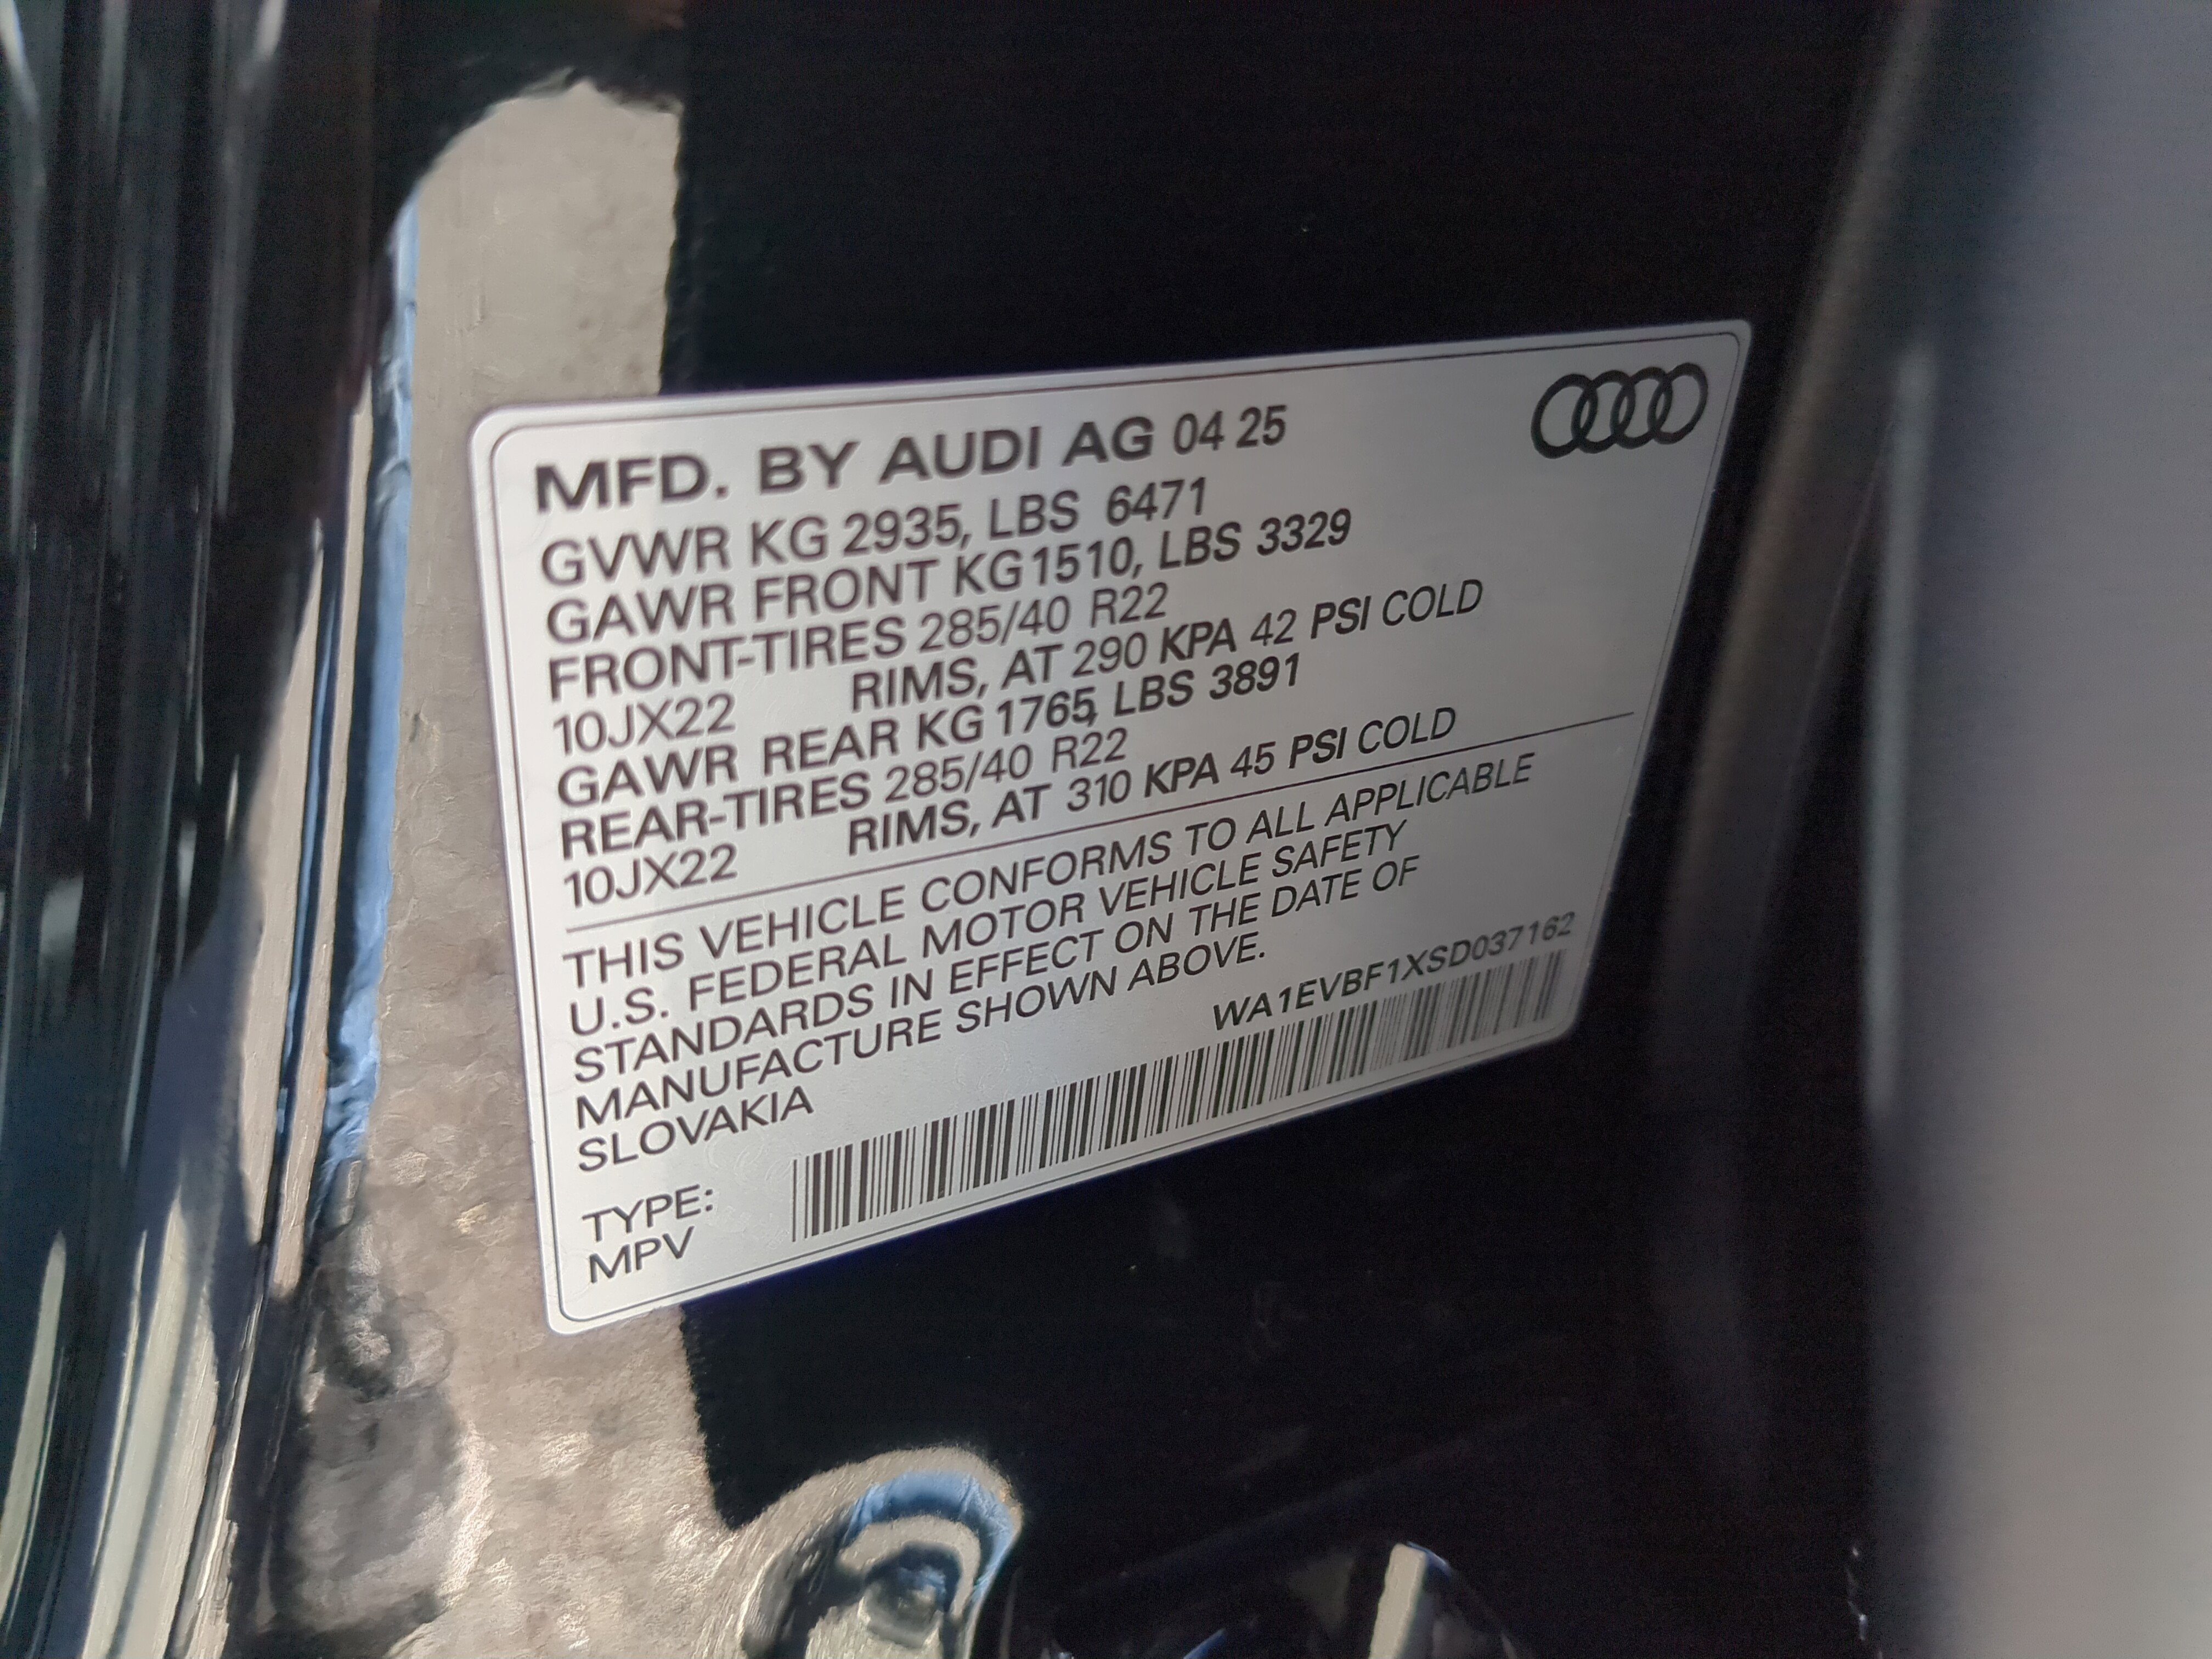 MFD. BY AUDI AG 04 25
GVWR KG 2935, LBS 6471
GAWR FRONT KG 1510, LBS 3329
FRONT-TIRES 285/40 R22
10JX22 RIMS, AT 290 KPA 42 PSI COLD
GAWR REAR KG 1765, LBS 3891
REAR-TIRES 285/40 R22
10JX22 RIMS, AT 310 KPA 45 PSI COLD
THIS VEHICLE CONFORMS TO ALL APPLICABLE
U.S. FEDERAL MOTOR VEHICLE SAFETY
STANDARDS IN EFFECT ON THE DATE OF
MANUFACTURE SHOWN ABOVE.
SLOVAKIA
WA1EVBF1XSD037162
TYPE:
MPV